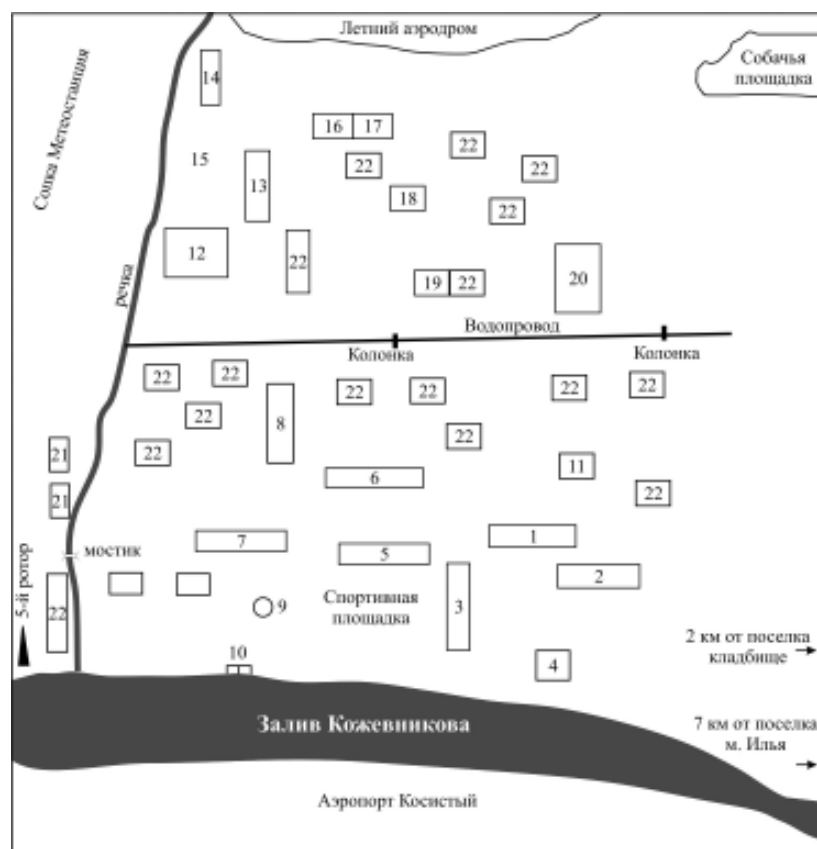 Летний аэродром
Собачья
площадка
Сопка Метеостанция
14
16
17
22
22
22
15
13
18
22
12
22
19
22
20
речка
Водопровод
Колонка
Колонка
22
22
22
22
22
22
22
8
22
22
21
11
6
22
21
1
7
5
мостик
5-й ротор
2
22
3
9
Спортивная
площадка
2 км от поселка
кладбище
10
4
Залив Кожевникова
7 км от поселка
м. Илья
Аэропорт Косистый